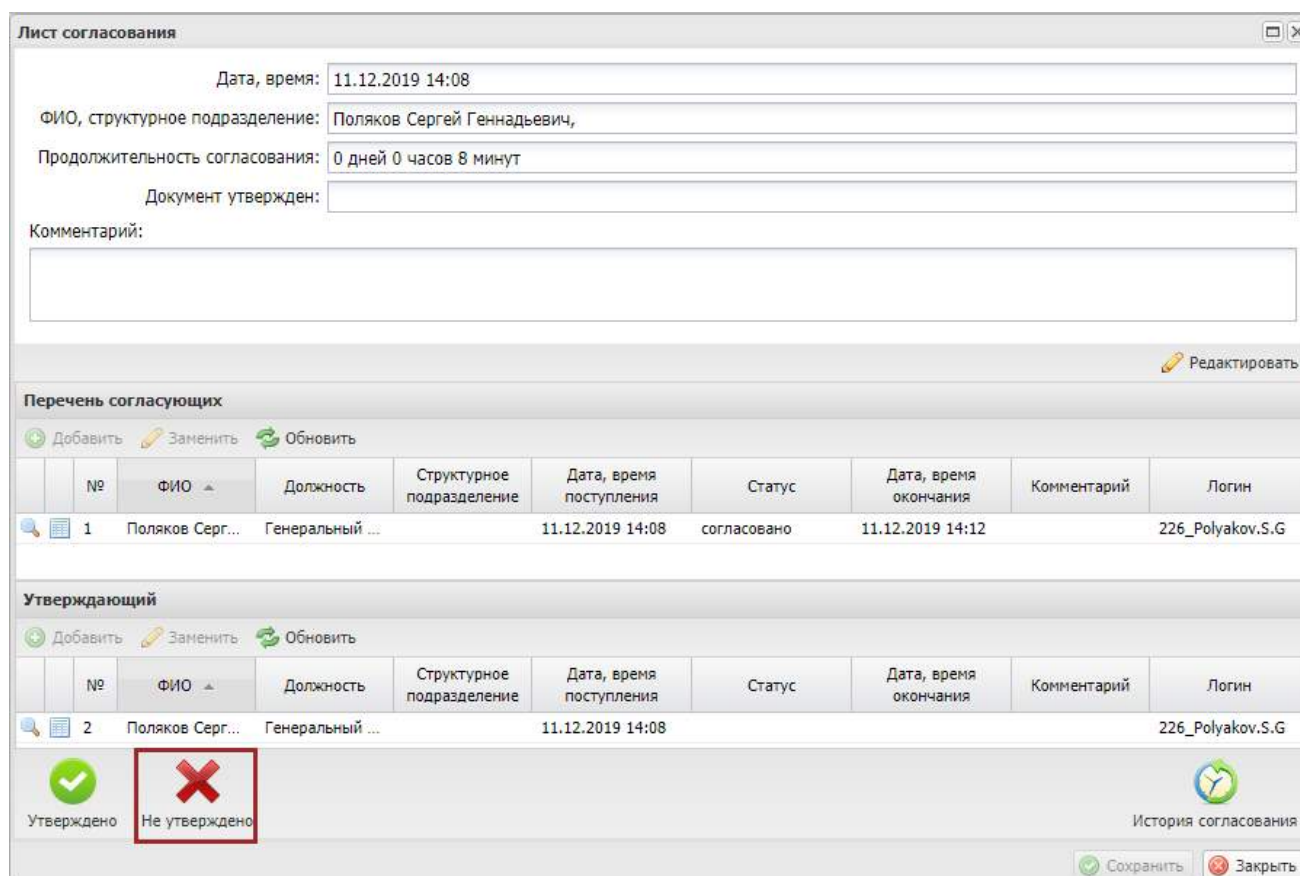 Лист согласования
Дата, время: 11.12.2019 14:08
ФИО, структурное подразделение: Поляков Сергей Геннадьевич,
Продолжительность согласования: 0 дней 0 часов 8 минут
Документ утвержден:
Комментарий:
Редактировать
Перечень согласующих
Добавить Заменить Обновить
№ ФИО Должность Структурное подразделение Дата, время поступления Статус Дата, время окончания Комментарий Логин
1 Поляков Серг... Генеральный ... 11.12.2019 14:08 согласовано 11.12.2019 14:12 226_Polyakov.S.G
Утверждающий
Добавить Заменить Обновить
№ ФИО Должность Структурное подразделение Дата, время поступления Статус Дата, время окончания Комментарий Логин
2 Поляков Серг... Генеральный ... 11.12.2019 14:08 226_Polyakov.S.G
Утверждено Не утверждено История согласования
Сохранить Закрыть